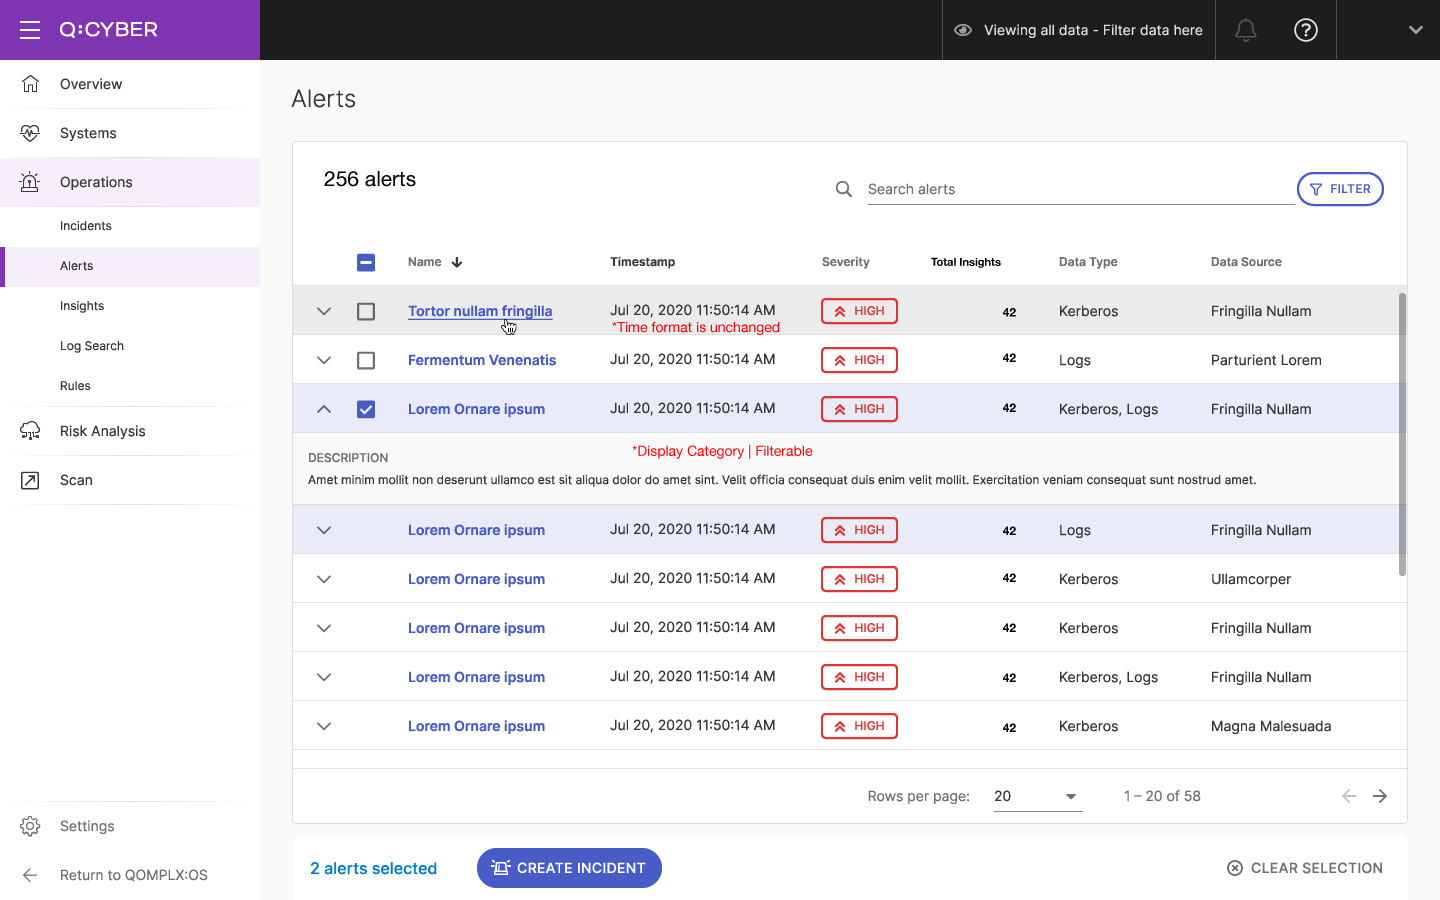 Q:CYBER
Viewing all data - Filter data here
Overview
Systems
Operations
Incidents
Alerts
Insights
Log Search
Rules
Risk Analysis
Scan
Settings
Return to QOMPLX:OS
Alerts
256 alerts
Search alerts
FILTER
Name Timestamp Severity Total Insights Data Type Data Source
Tortor nullam fringilla Jul 20, 2020 11:50:14 AM HIGH 42 Kerberos Fringilla Nullam
*Time format is unchanged
Fermentum Venenatis Jul 20, 2020 11:50:14 AM HIGH 42 Logs Parturient Lorem
Lorem Ornare ipsum Jul 20, 2020 11:50:14 AM HIGH 42 Kerberos, Logs Fringilla Nullam
*Display Category | Filterable
DESCRIPTION
Amet minim mollit non deserunt ullamco est sit aliqua dolor do amet sint. Velit officia consequat duis enim velit mollit. Exercitation veniam consequat sunt nostrud amet.
Lorem Ornare ipsum Jul 20, 2020 11:50:14 AM HIGH 42 Logs Fringilla Nullam
Lorem Ornare ipsum Jul 20, 2020 11:50:14 AM HIGH 42 Kerberos Ullamcorper
Lorem Ornare ipsum Jul 20, 2020 11:50:14 AM HIGH 42 Kerberos Fringilla Nullam
Lorem Ornare ipsum Jul 20, 2020 11:50:14 AM HIGH 42 Kerberos, Logs Fringilla Nullam
Lorem Ornare ipsum Jul 20, 2020 11:50:14 AM HIGH 42 Kerberos Magna Malesuada
Rows per page: 20 1 – 20 of 58
2 alerts selected
CREATE INCIDENT
CLEAR SELECTION